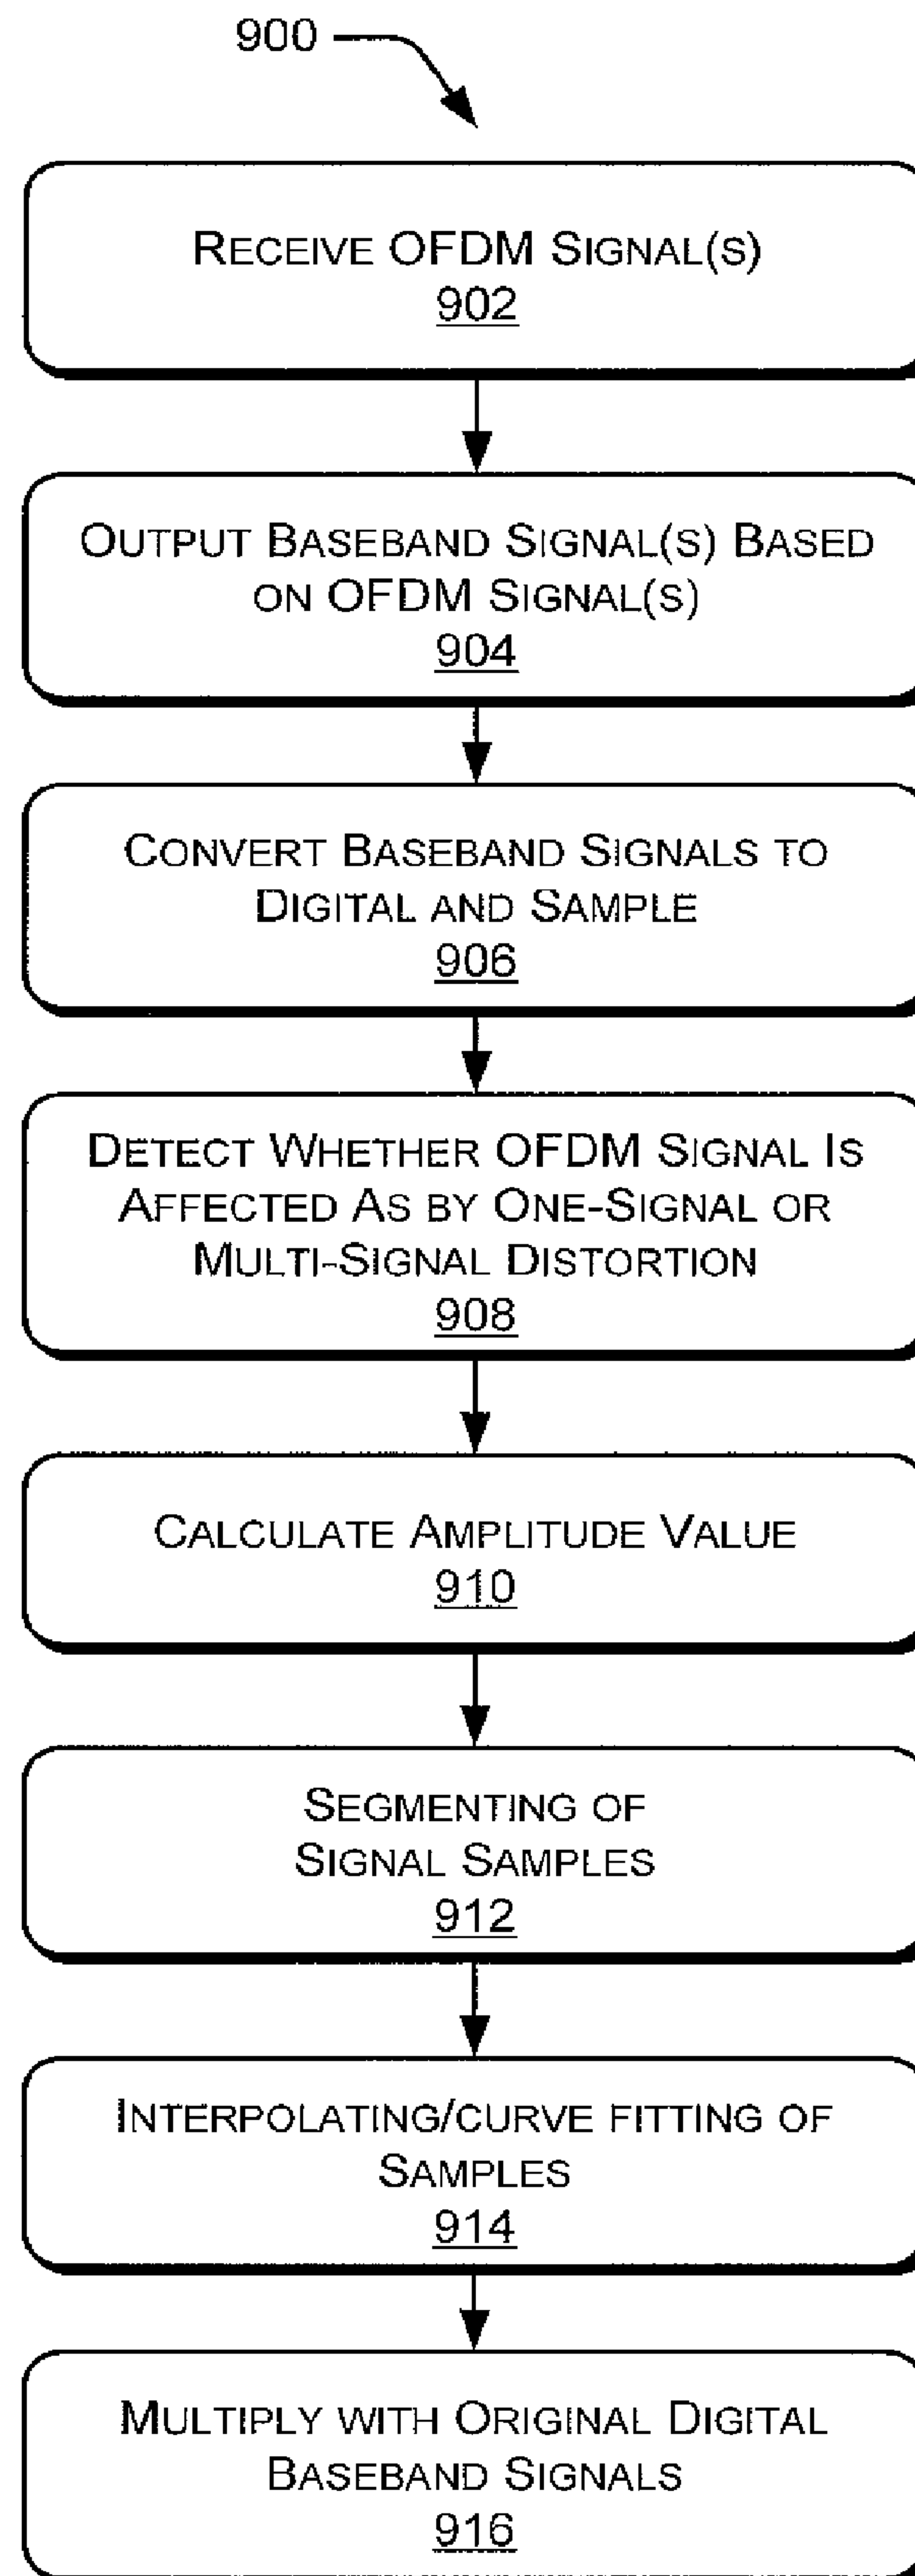 900
RECEIVE OFDM SIGNAL(S)
902
OUTPUT BASEBAND SIGNAL(S) BASED
ON OFDM SIGNAL(S)
904
CONVERT BASEBAND SIGNALS TO
DIGITAL AND SAMPLE
906
DETECT WHETHER OFDM SIGNAL IS
AFFECTED AS BY ONE-SIGNAL OR
MULTI-SIGNAL DISTORTION
908
CALCULATE AMPLITUDE VALUE
910
SEGMENTING OF
SIGNAL SAMPLES
912
INTERPOLATING/CURVE FITTING OF
SAMPLES
914
MULTIPLY WITH ORIGINAL DIGITAL
BASEBAND SIGNALS
916